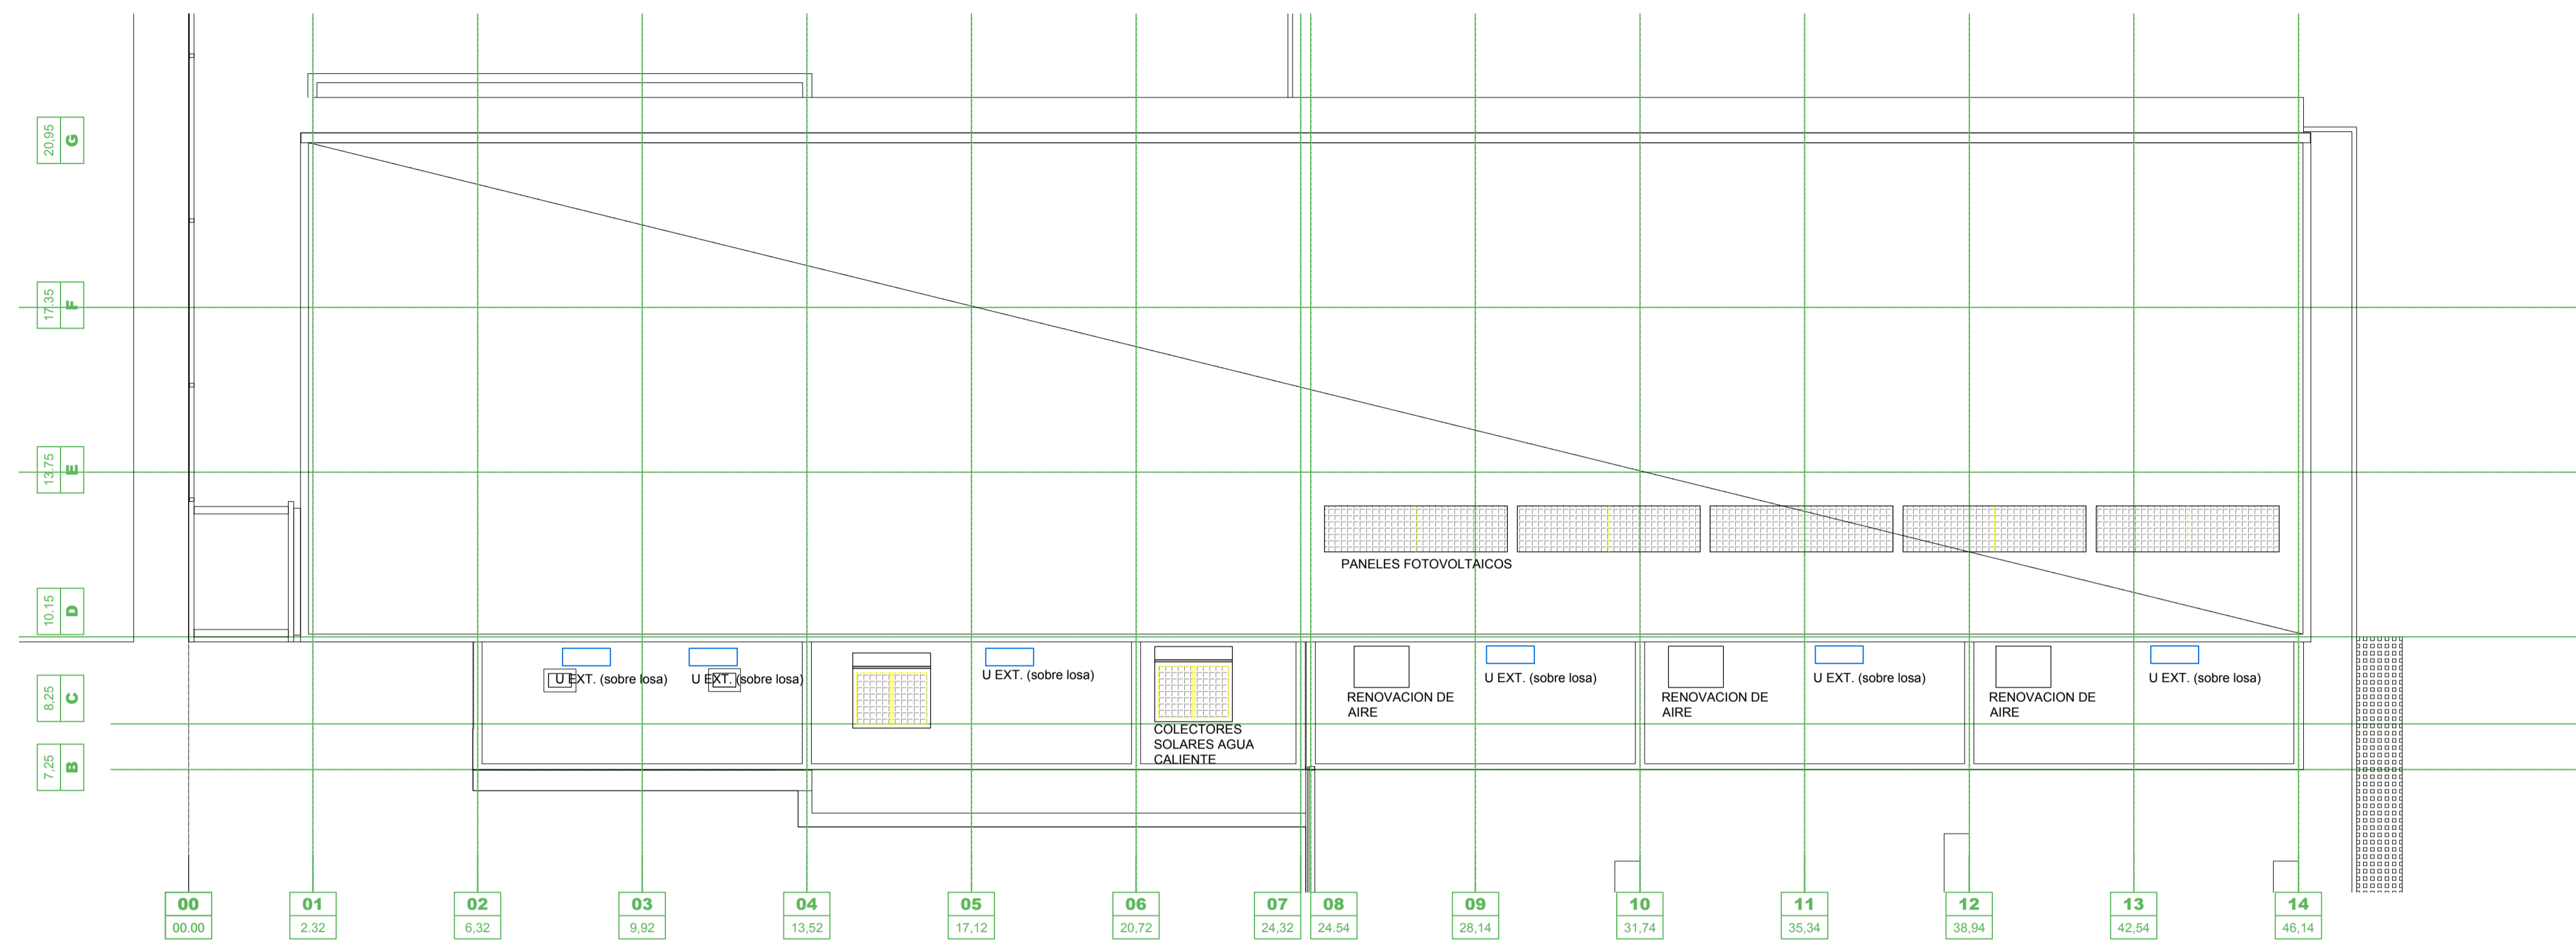 20.95
G
17.35
F
13.75
E
10.15
D
8,25
C
7,25
B
PANELES FOTOVOLTAICOS
U EXT. (sobre losa)
U EXT. (sobre losa)
U EXT. (sobre losa)
COLECTORES
SOLARES AGUA
CALIENTE
RENOVACION DE
AIRE
U EXT. (sobre losa)
RENOVACION DE
AIRE
U EXT. (sobre losa)
RENOVACION DE
AIRE
U EXT. (sobre losa)
00
00.00
01
2.32
02
6,32
03
9,92
04
13,52
05
17,12
06
20,72
07
24,32
08
24.54
09
28,14
10
31,74
11
35,34
12
38,94
13
42,54
14
46,14